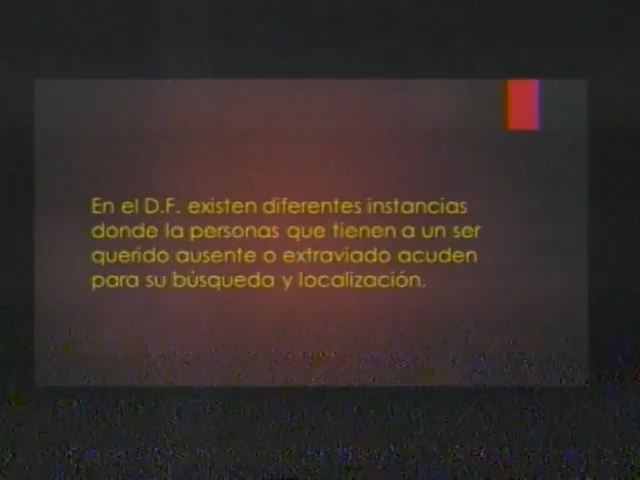 En el D.F. existen diferentes instancias
donde la personas que tienen a un ser
querido ausente o extraviado acuden
para su búsqueda y localización.